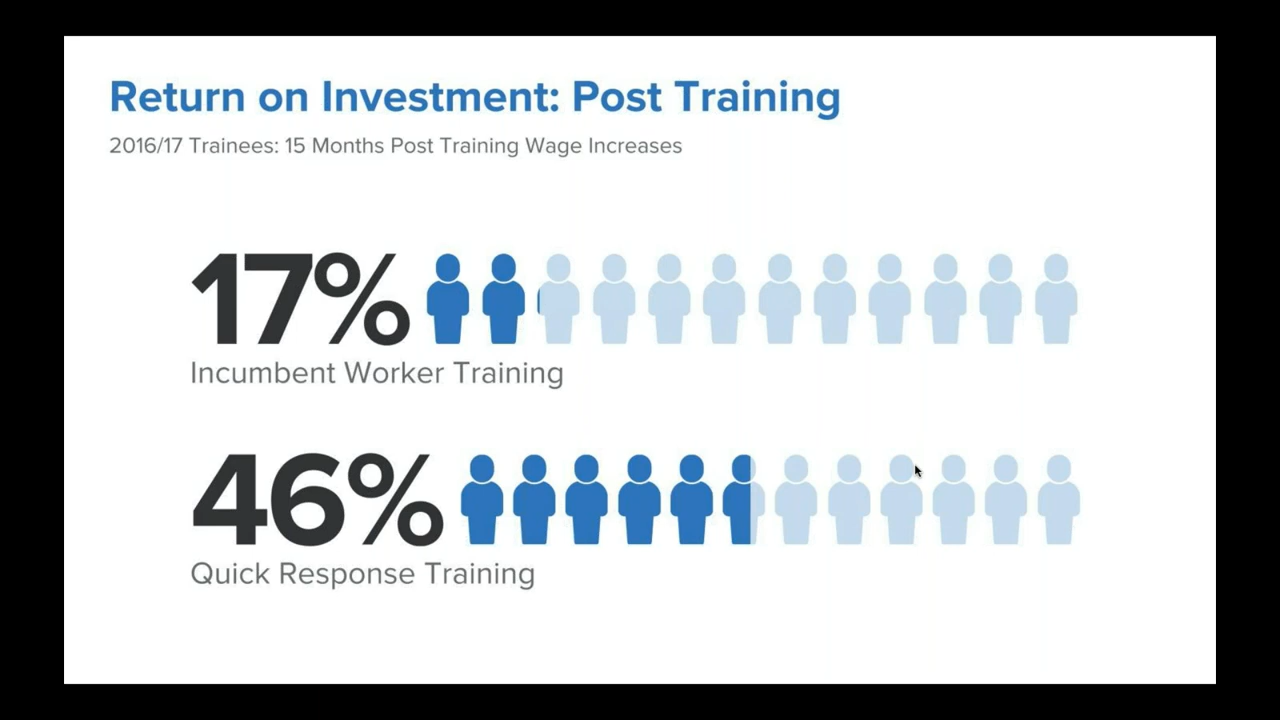 Return on Investment: Post Training
2016/17 Trainees: 15 Months Post Training Wage Increases
17%
Incumbent Worker Training
46%
Quick Response Training